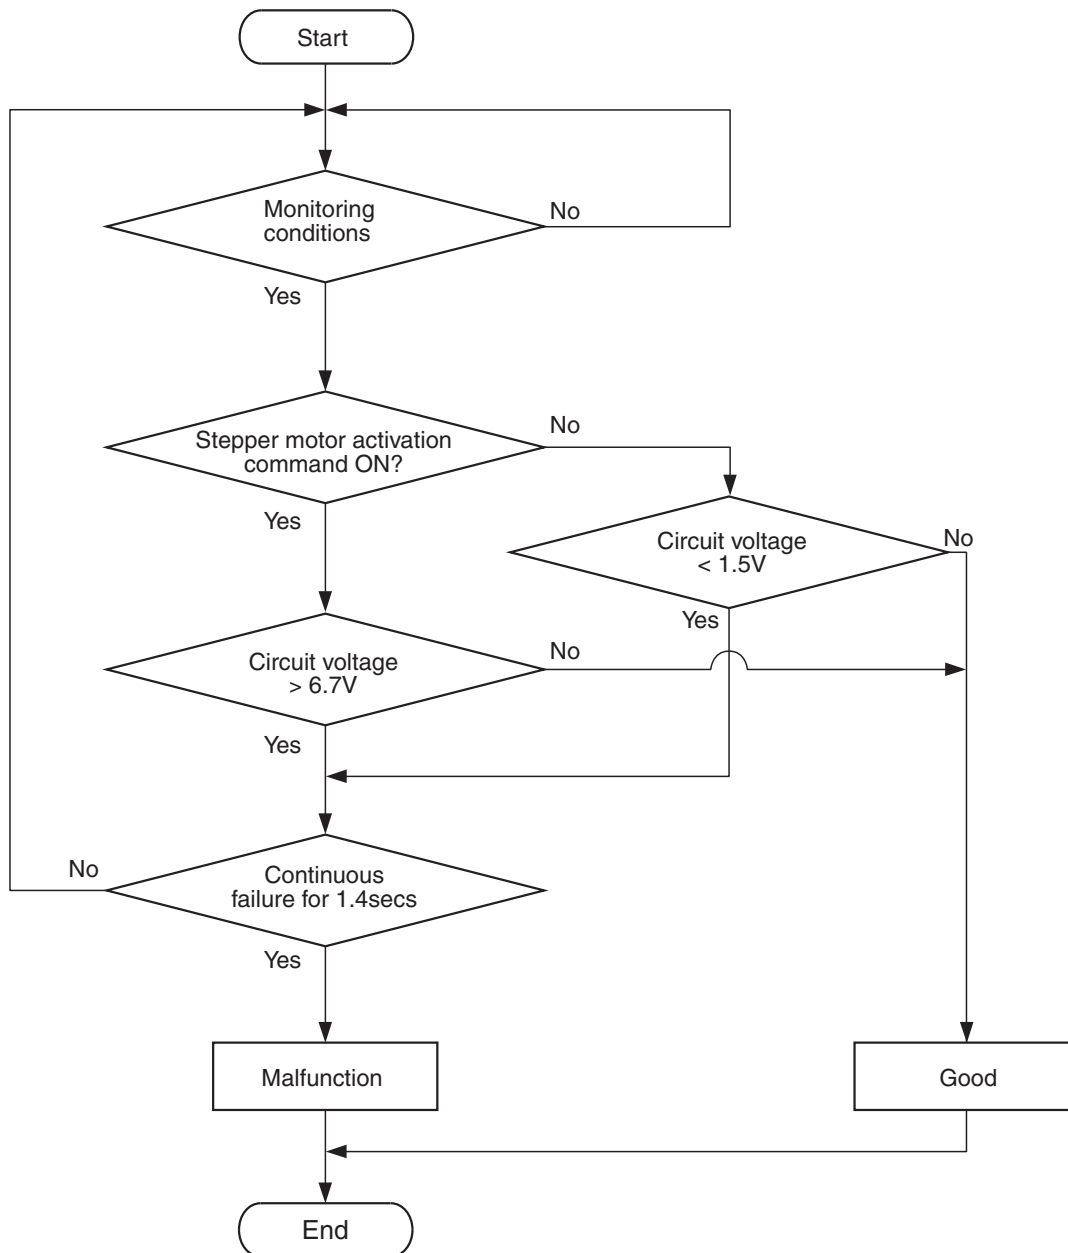 Start
Monitoring
conditions
No
Yes
Stepper motor activation
command ON?
No
Yes
Circuit voltage
< 1.5V
No
Yes
Circuit voltage
> 6.7V
No
Yes
Continuous
failure for 1.4secs
No
Yes
Malfunction
Good
End